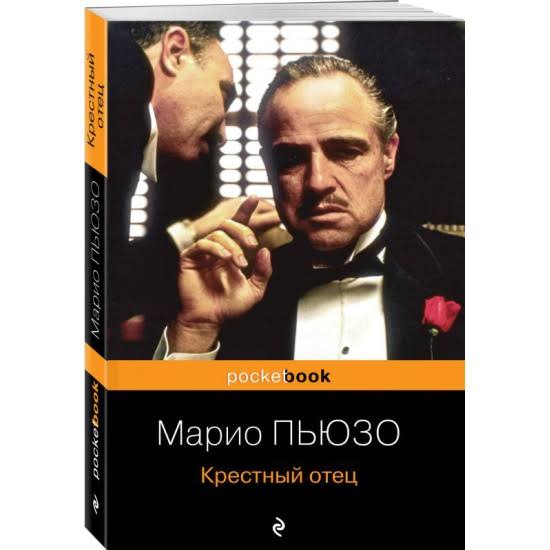 Крестный
отец
Марио ПЬЮЗО
pocketbook
pocketbook
Марио ПЬЮЗО
Крестный отец